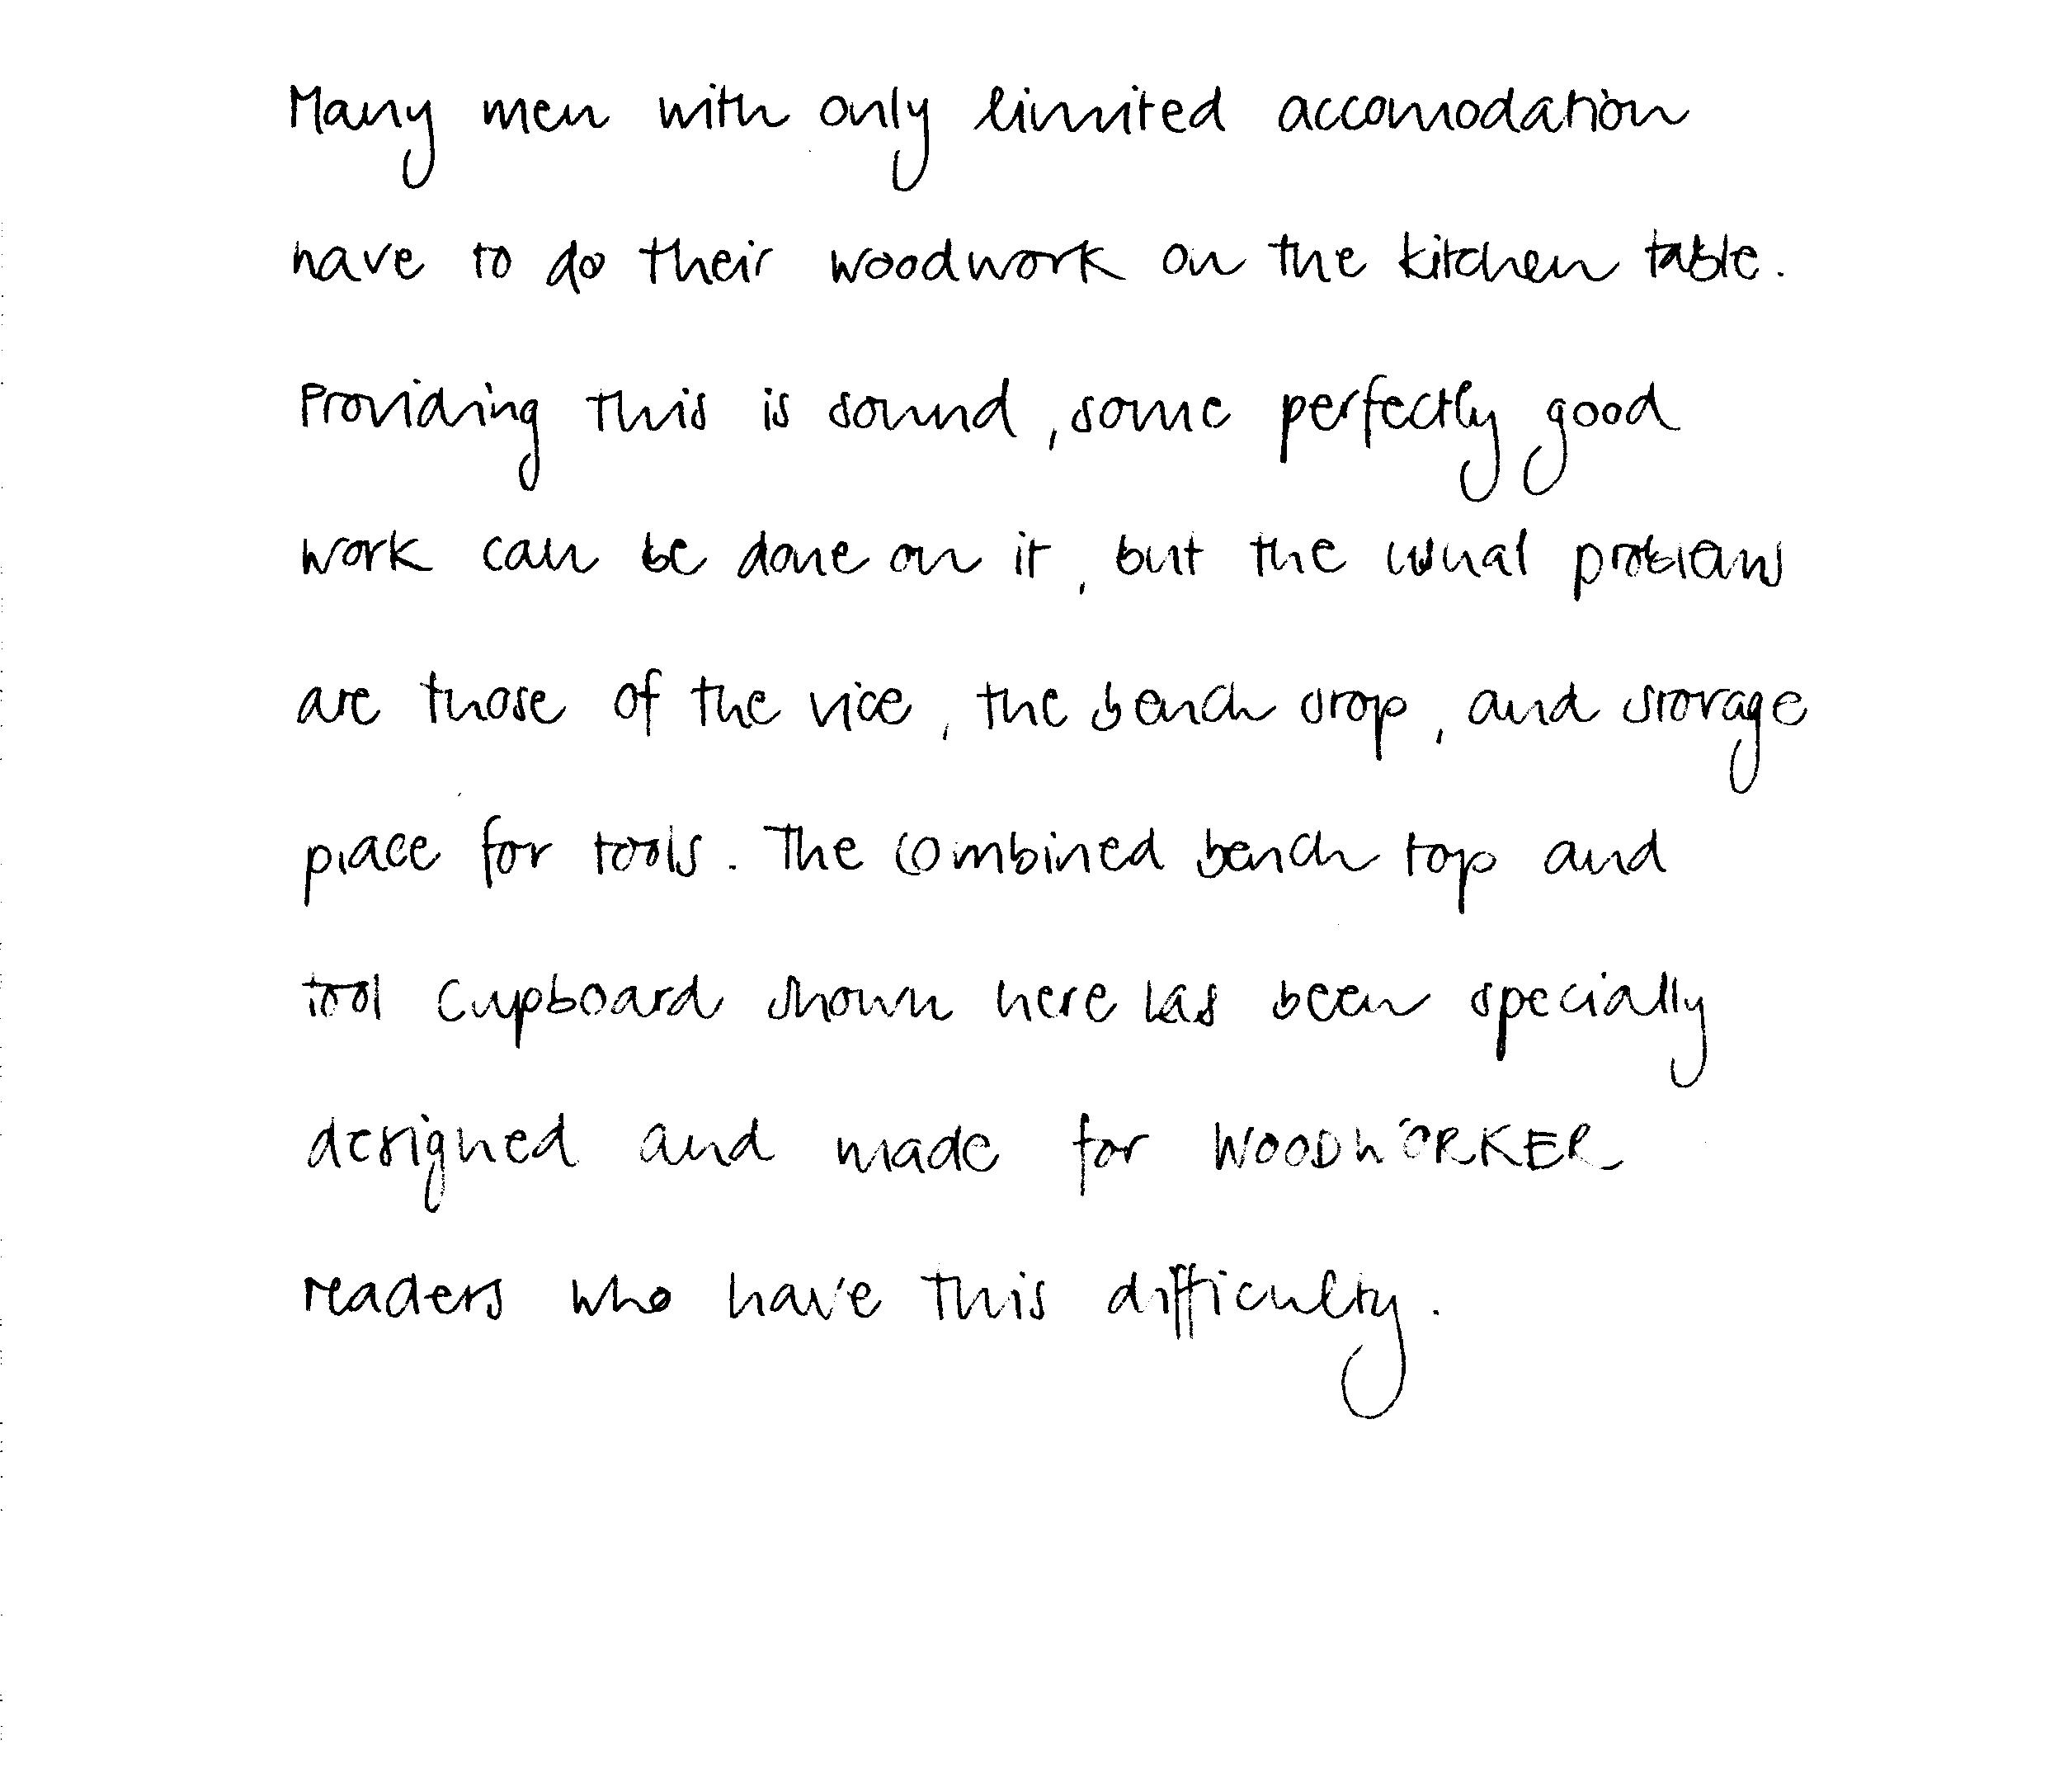 Many men with only limited accomodation
have to do their woodwork on the kitchen table.
Providing this is sound, some perfectly good
work can be done on it, but the usual problems
are those of the vice, the bench stop, and storage
place for tools. The combined bench top and
tool cupboard shown here has been specially
designed and made for WOODWORKER
readers who have this difficulty.